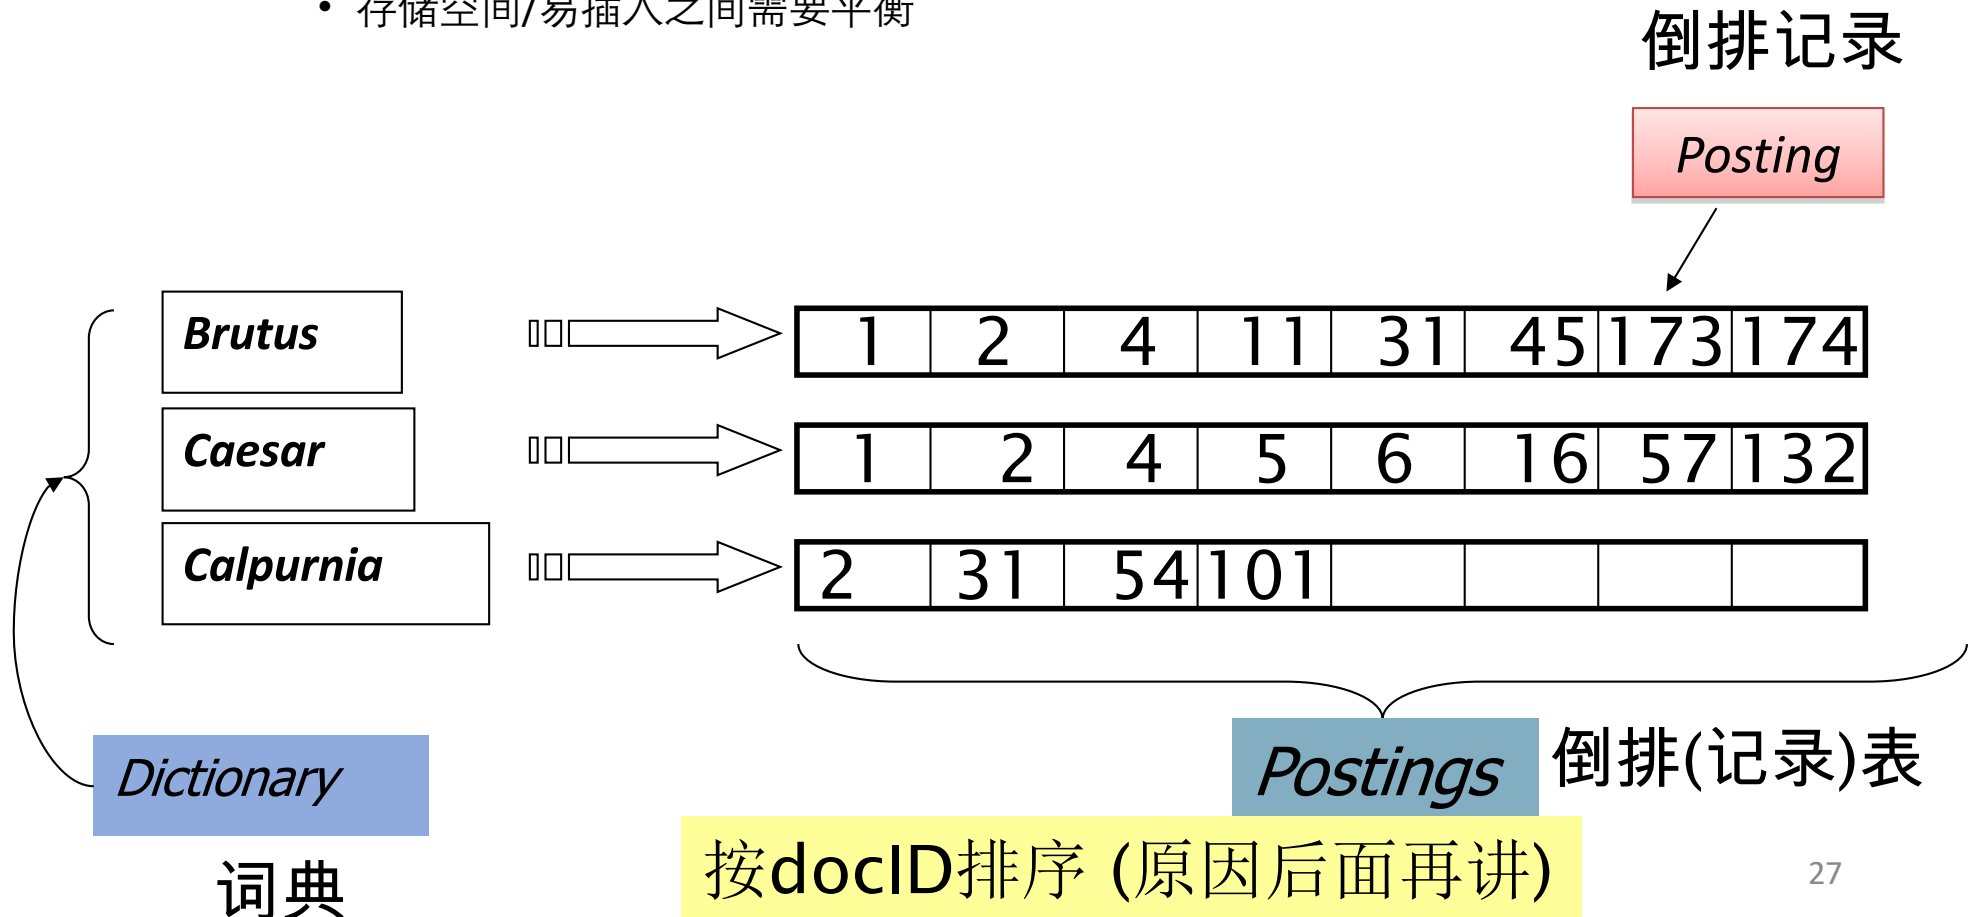 • 存储空间/易插入之间需要平衡
倒排记录
Posting
Brutus
1 2 4 11 31 45 173 174
Caesar
1 2 4 5 6 16 57 132
Calpurnia
2 31 54 101
Dictionary
Postings 倒排(记录)表
词典
按docID排序 (原因后面再讲)
27